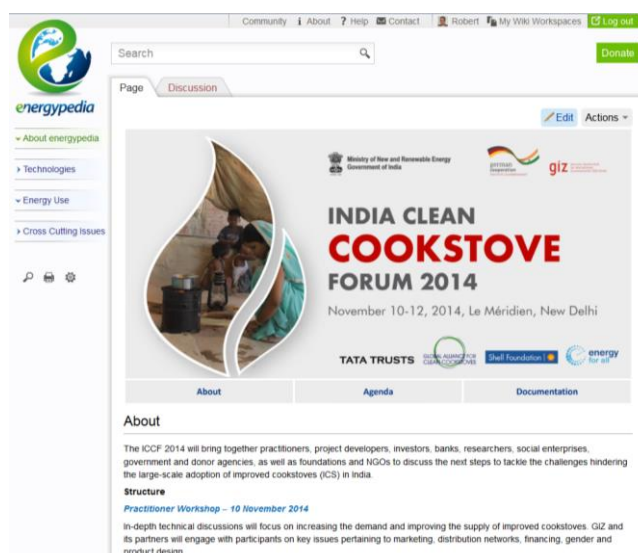 Community
About
Help
Contact
Robert
My Wiki Workspaces
Log out
Search
Donate
energypedia
Page
Discussion
Edit
Actions
About energypedia
Technologies
Energy Use
Cross Cutting Issues
Ministry of New and Renewable Energy
Government of India
german
cooperation
giz
INDIA CLEAN
COOKSTOVE
FORUM 2014
November 10-12, 2014, Le Méridien, New Delhi
TATA TRUSTS
GLOBAL ALLIANCE FOR
CLEAN COOKSTOVES
Shell Foundation
energy
for all
About
Agenda
Documentation
About
The ICCF 2014 will bring together practitioners, project developers, investors, banks, researchers, social enterprises,
government and donor agencies, as well as foundations and NGOs to discuss the next steps to tackle the challenges hindering
the large-scale adoption of improved cookstoves (ICS) in India.
Structure
Practitioner Workshop – 10 November 2014
In-depth technical discussions will focus on increasing the demand and improving the supply of improved cookstoves. GIZ and
its partners will engage with participants on key issues pertaining to marketing, distribution networks, financing, gender and
product design